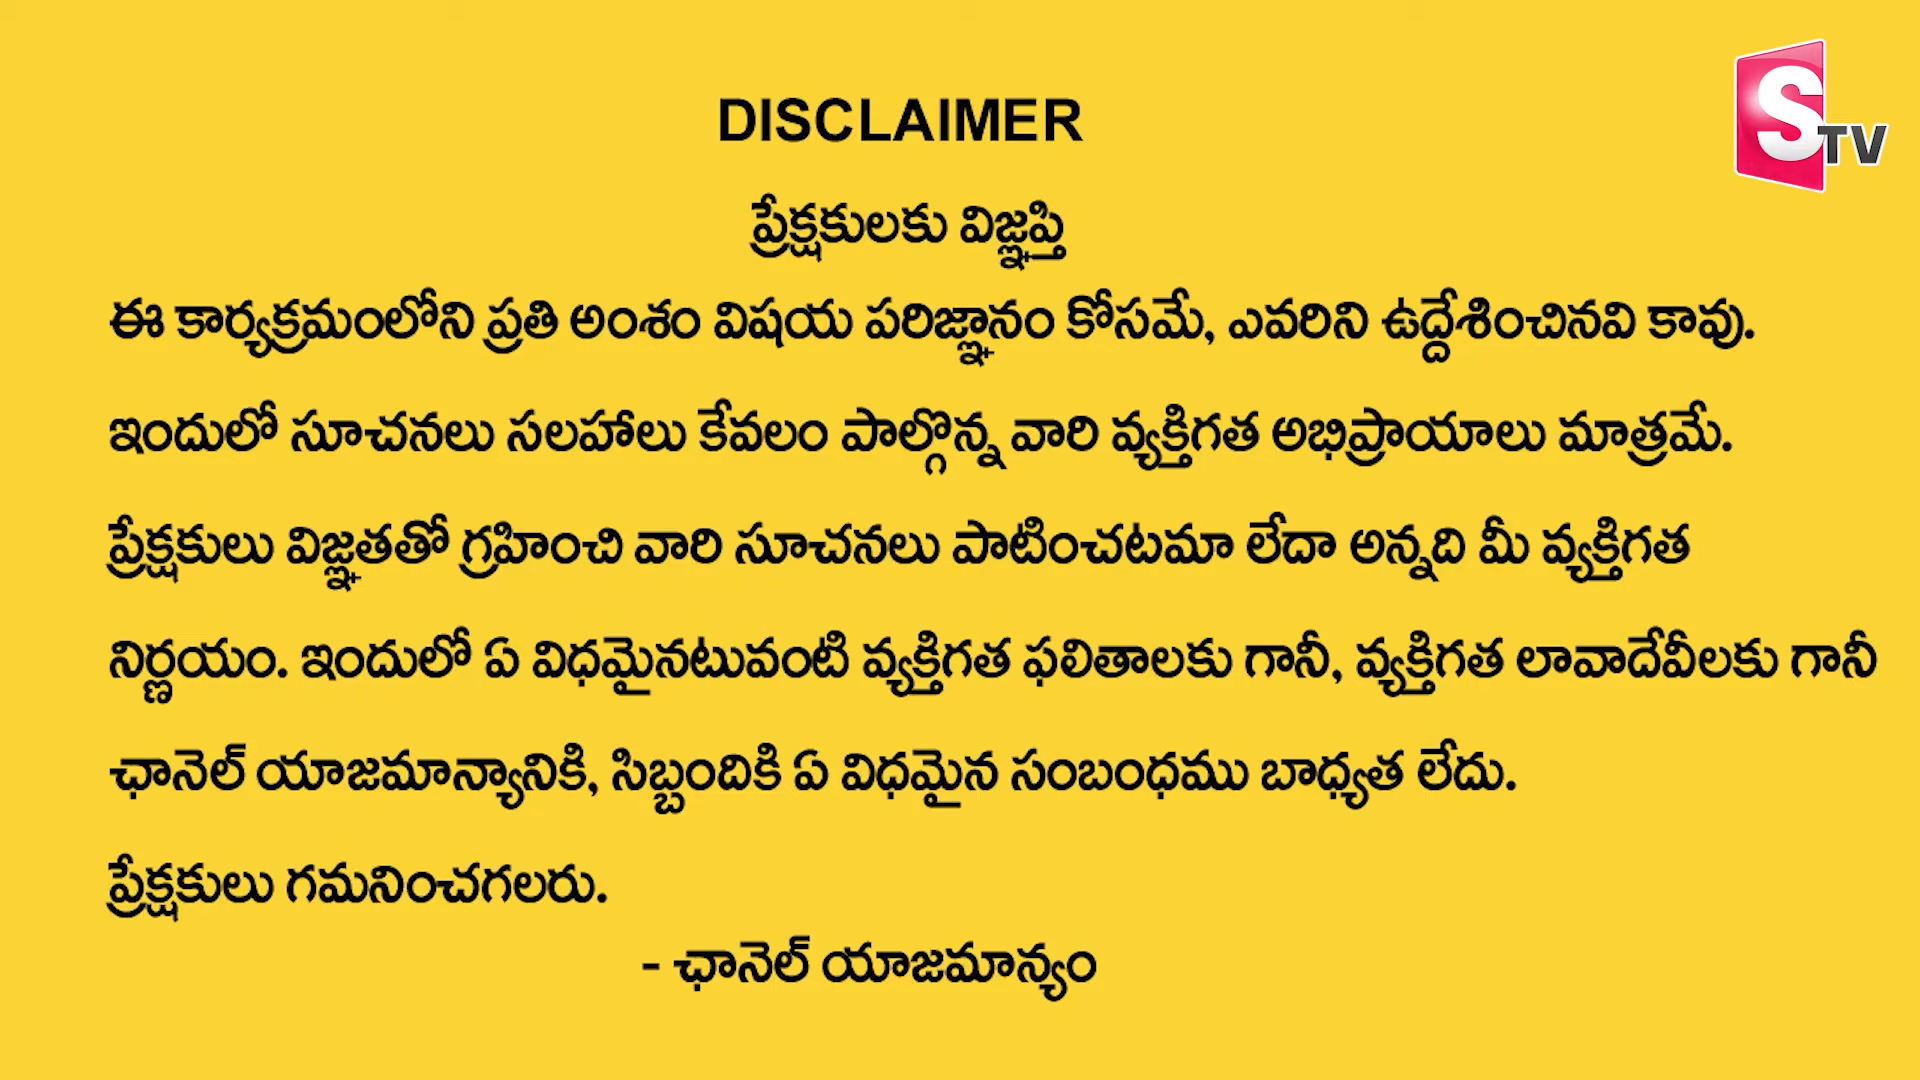 DISCLAIMER
STV
ప్రేక్షకులకు విజ్ఞప్తి
ఈ కార్యక్రమంలోని ప్రతి అంశం విషయ పరిజ్ఞానం కోసమే, ఎవరిని ఉద్దేశించినవి కావు.
ఇందులో సూచనలు సలహాలు కేవలం పాల్గొన్న వారి వ్యక్తిగత అభిప్రాయాలు మాత్రమే.
ప్రేక్షకులు విజ్ఞతతో గ్రహించి వారి సూచనలు పాటించటమా లేదా అన్నది మీ వ్యక్తిగత
నిర్ణయం. ఇందులో ఏ విధమైనటువంటి వ్యక్తిగత ఫలితాలకు గానీ, వ్యక్తిగత లావాదేవీలకు గానీ
ఛానెల్ యాజమాన్యానికి, సిబ్బందికి ఏ విధమైన సంబంధము బాధ్యత లేదు.
ప్రేక్షకులు గమనించగలరు.
- ఛానెల్ యాజమాన్యం